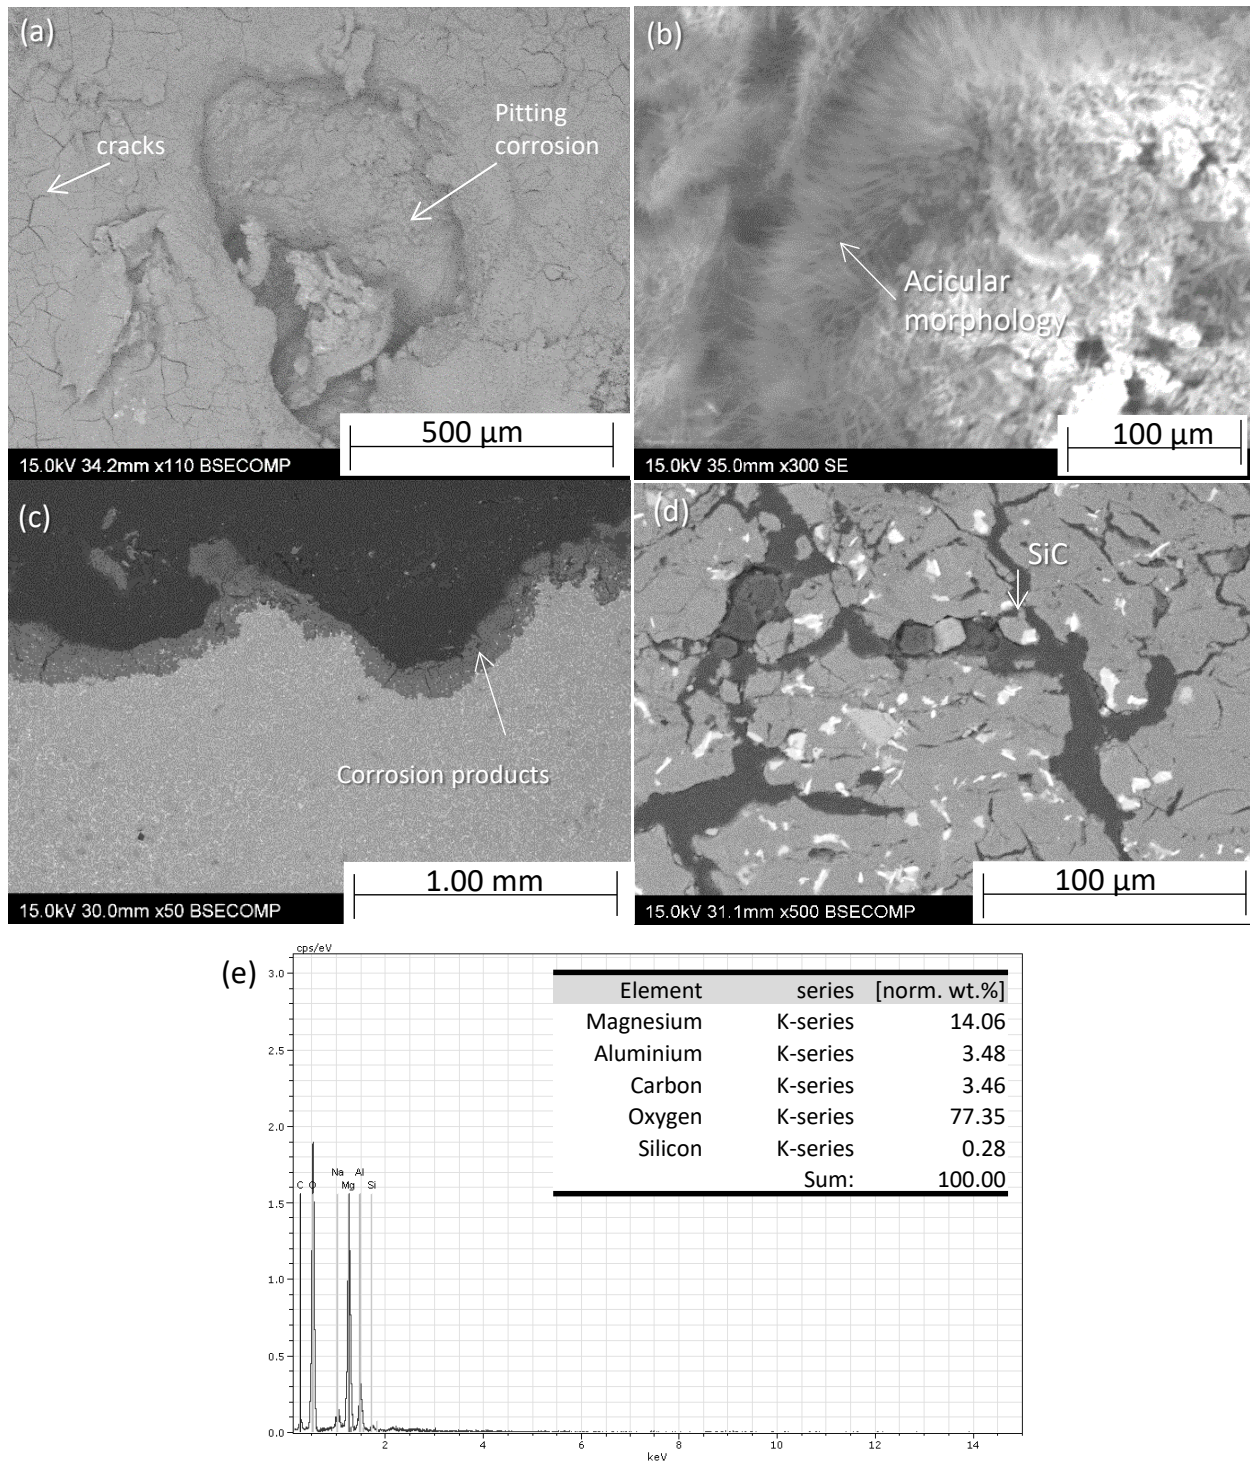 (a)
cracks
Pitting
corrosion
500 µm
15.0kV 34.2mm x110 BSECOMP
(b)
Acicular
morphology
100 µm
15.0kV 35.0mm x300 SE
(c)
Corrosion products
1.00 mm
15.0kV 30.0mm x50 BSECOMP
(d)
SiC
100 µm
15.0kV 31.1mm x500 BSECOMP
(e)
cps/eV
3.0
2.5
2.0
1.5
1.0
0.5
0.0
Na Al
C O Mg Si
2 4 6 8 10 12 14
keV
Element series [norm. wt.%]
Magnesium K-series 14.06
Aluminium K-series 3.48
Carbon K-series 3.46
Oxygen K-series 77.35
Silicon K-series 0.28
Sum: 100.00